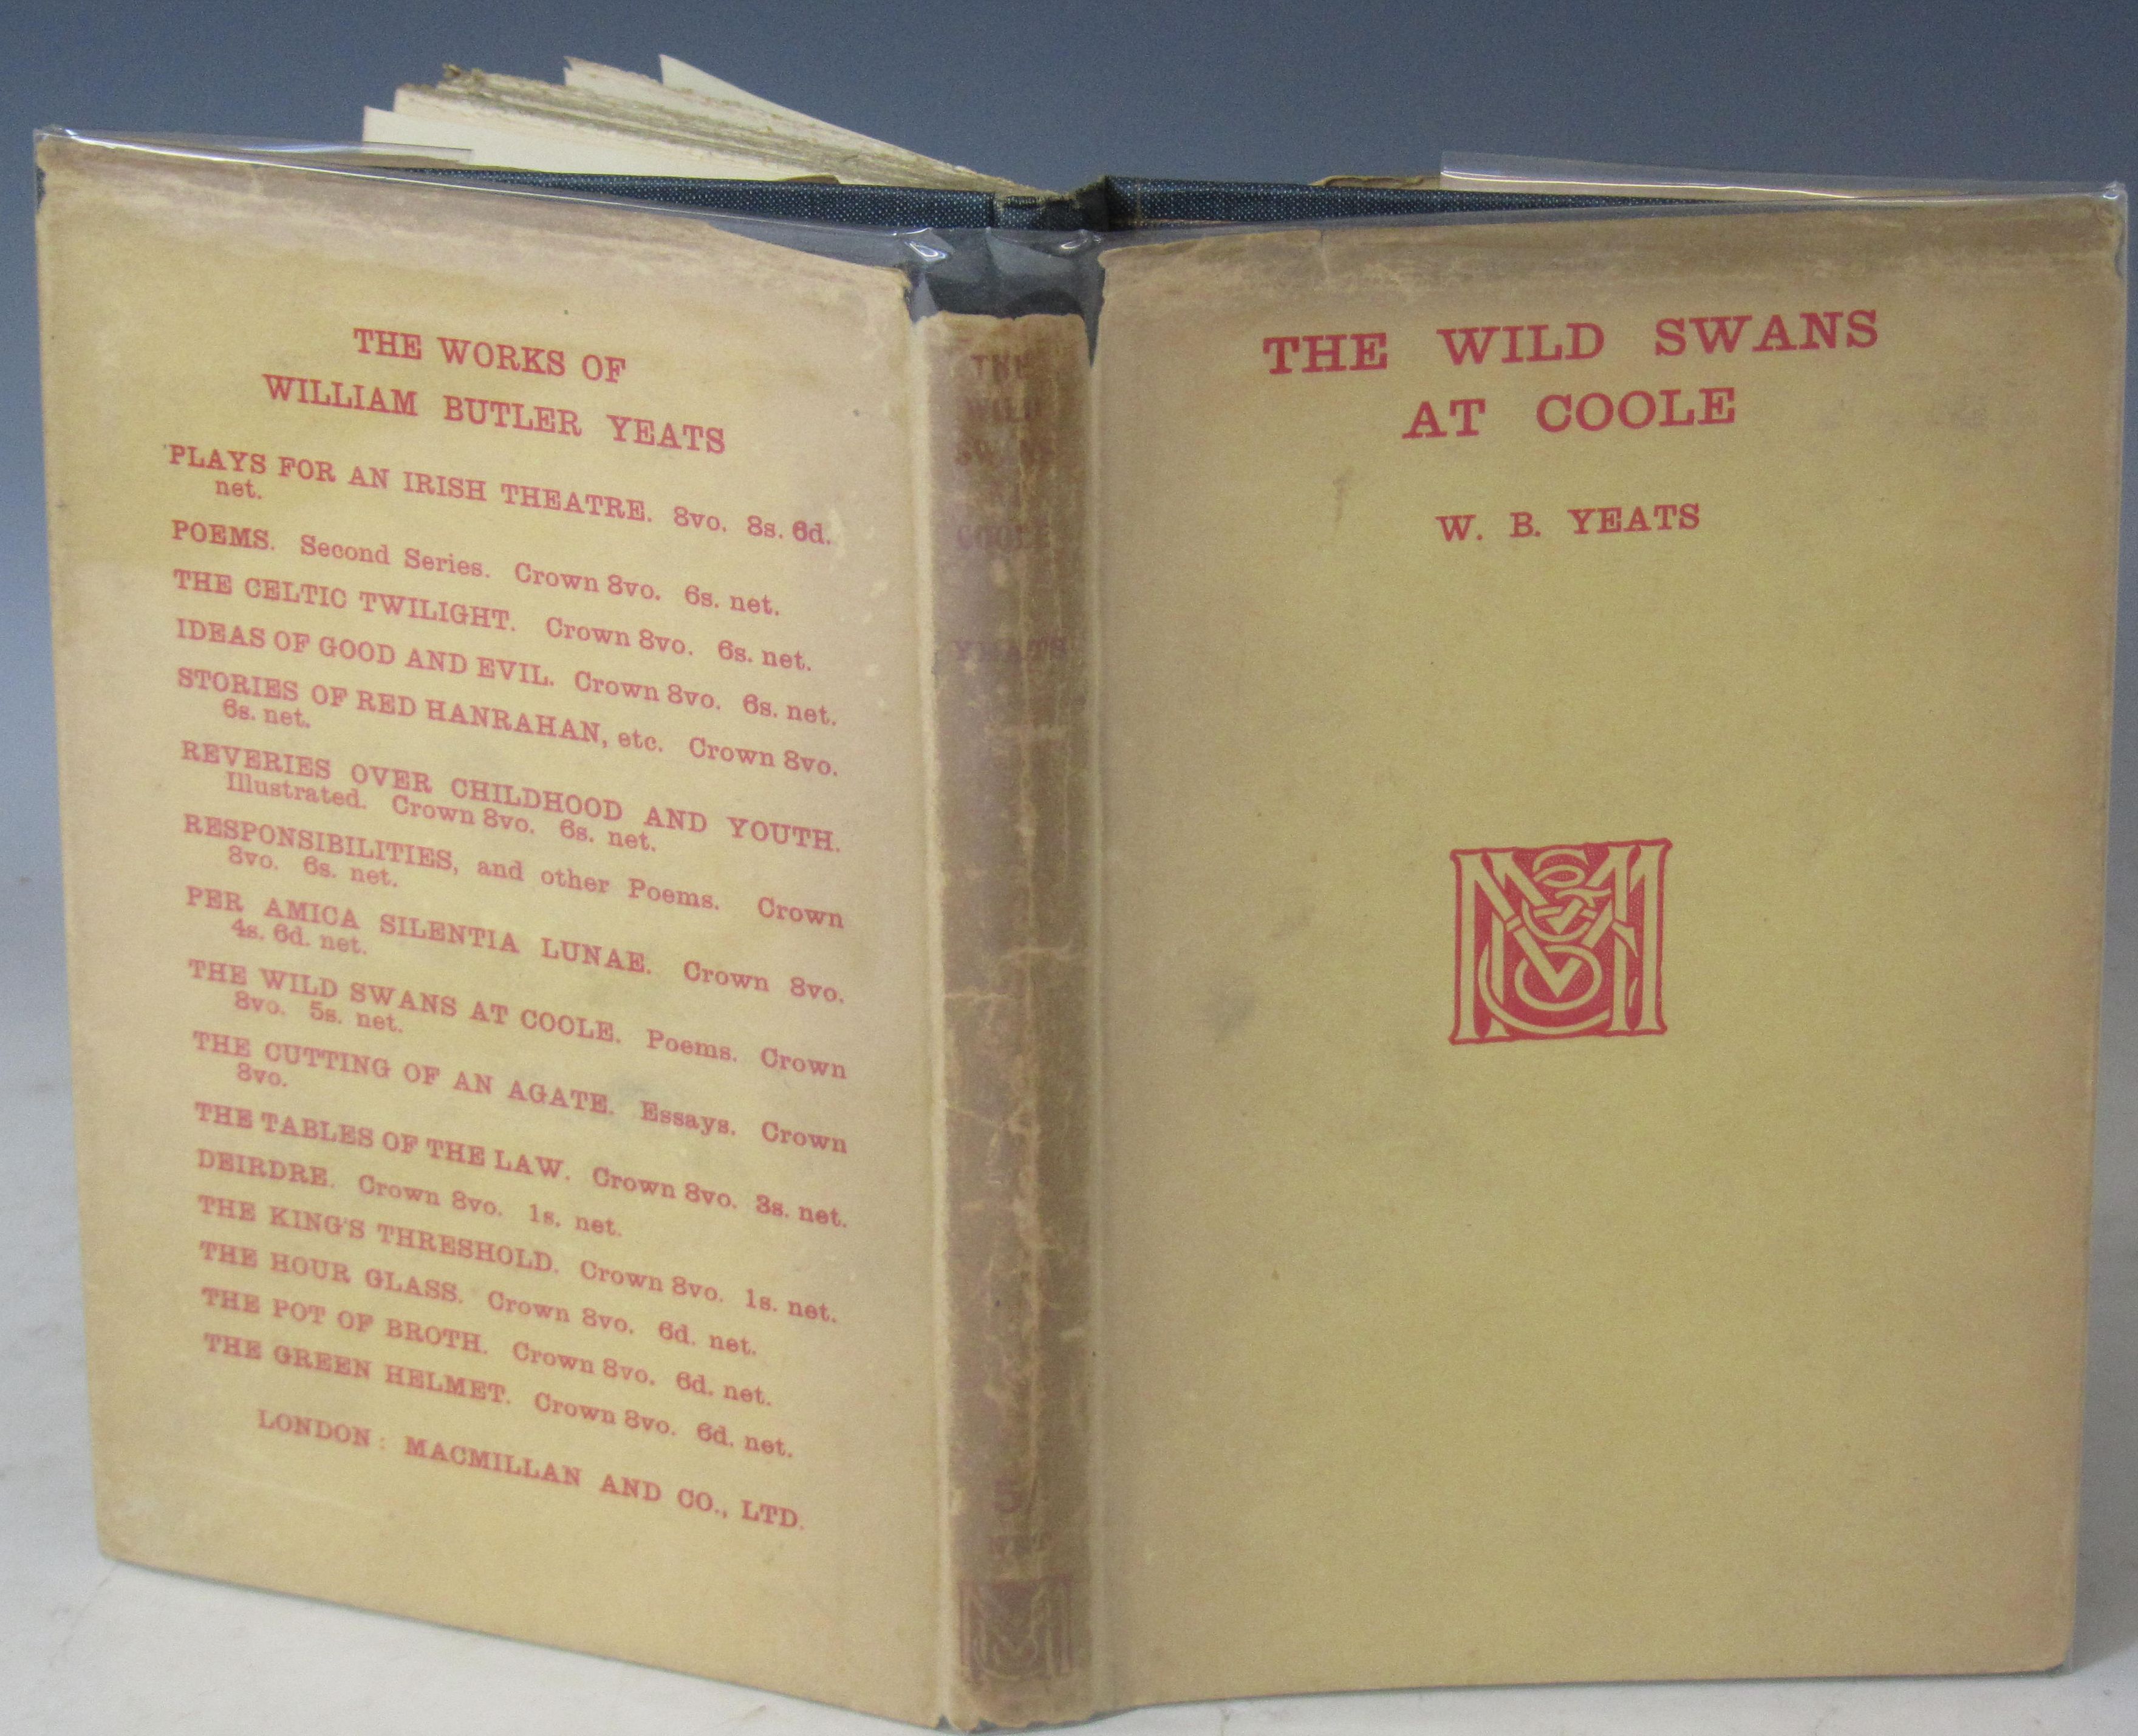 THE WORKS OF
WILLIAM BUTLER YEATS
PLAYS FOR AN IRISH THEATRE. 8vo. 8s. 6d.
net.
POEMS. Second Series. Crown 8vo. 6s. net.
THE CELTIC TWILIGHT. Crown 8vo. 6s. net.
IDEAS OF GOOD AND EVIL. Crown 8vo. 6s. net.
STORIES OF RED HANRAHAN, etc. Crown 8vo.
6s. net.
REVERIES OVER CHILDHOOD AND YOUTH.
Illustrated. Crown 8vo. 6s. net.
RESPONSIBILITIES, and other Poems. Crown
8vo. 6s. net.
PER AMICA SILENTIA LUNAE. Crown 8vo.
4s. 6d. net.
THE WILD SWANS AT COOLE. Poems. Crown
8vo. 5s. net.
THE CUTTING OF AN AGATE. Essays. Crown
8vo.
THE TABLES OF THE LAW. Crown 8vo. 3s. net.
DEIRDRE. Crown 8vo. 1s. net.
THE KING'S THRESHOLD. Crown 8vo. 1s. net.
THE HOUR GLASS. Crown 8vo. 6d. net.
THE POT OF BROTH. Crown 8vo. 6d. net.
THE GREEN HELMET. Crown 8vo. 6d. net.
LONDON: MACMILLAN AND CO., LTD.
THE
WILD
SWANS
COOLE
YEATS
5/
THE WILD SWANS
AT COOLE
W. B. YEATS